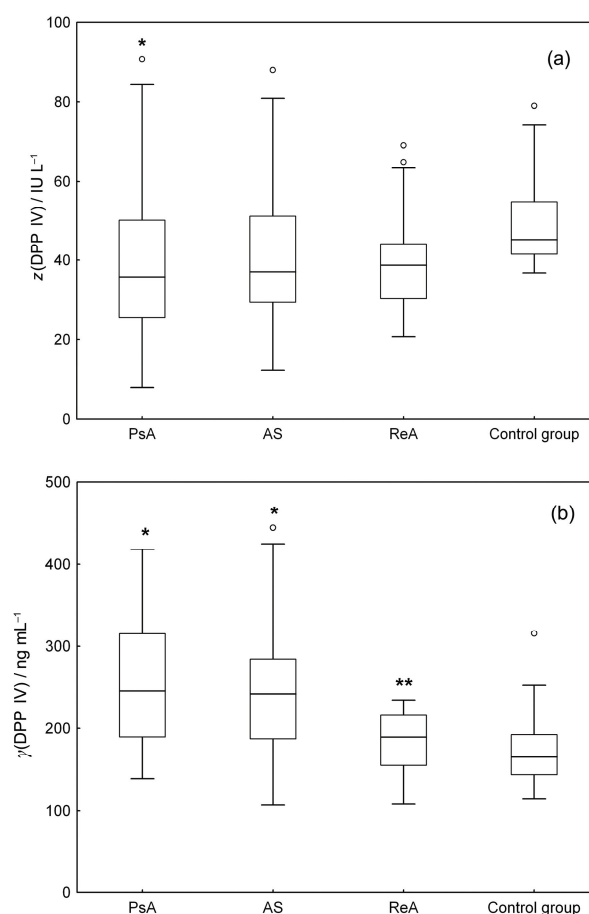 100
*
(a)
80
60
z(DPP IV) / IU L⁻¹
40
20
0
PsA AS ReA Control group
500
(b)
*
*
400
300
**
γ(DPP IV) / ng mL⁻¹
200
100
0
PsA AS ReA Control group